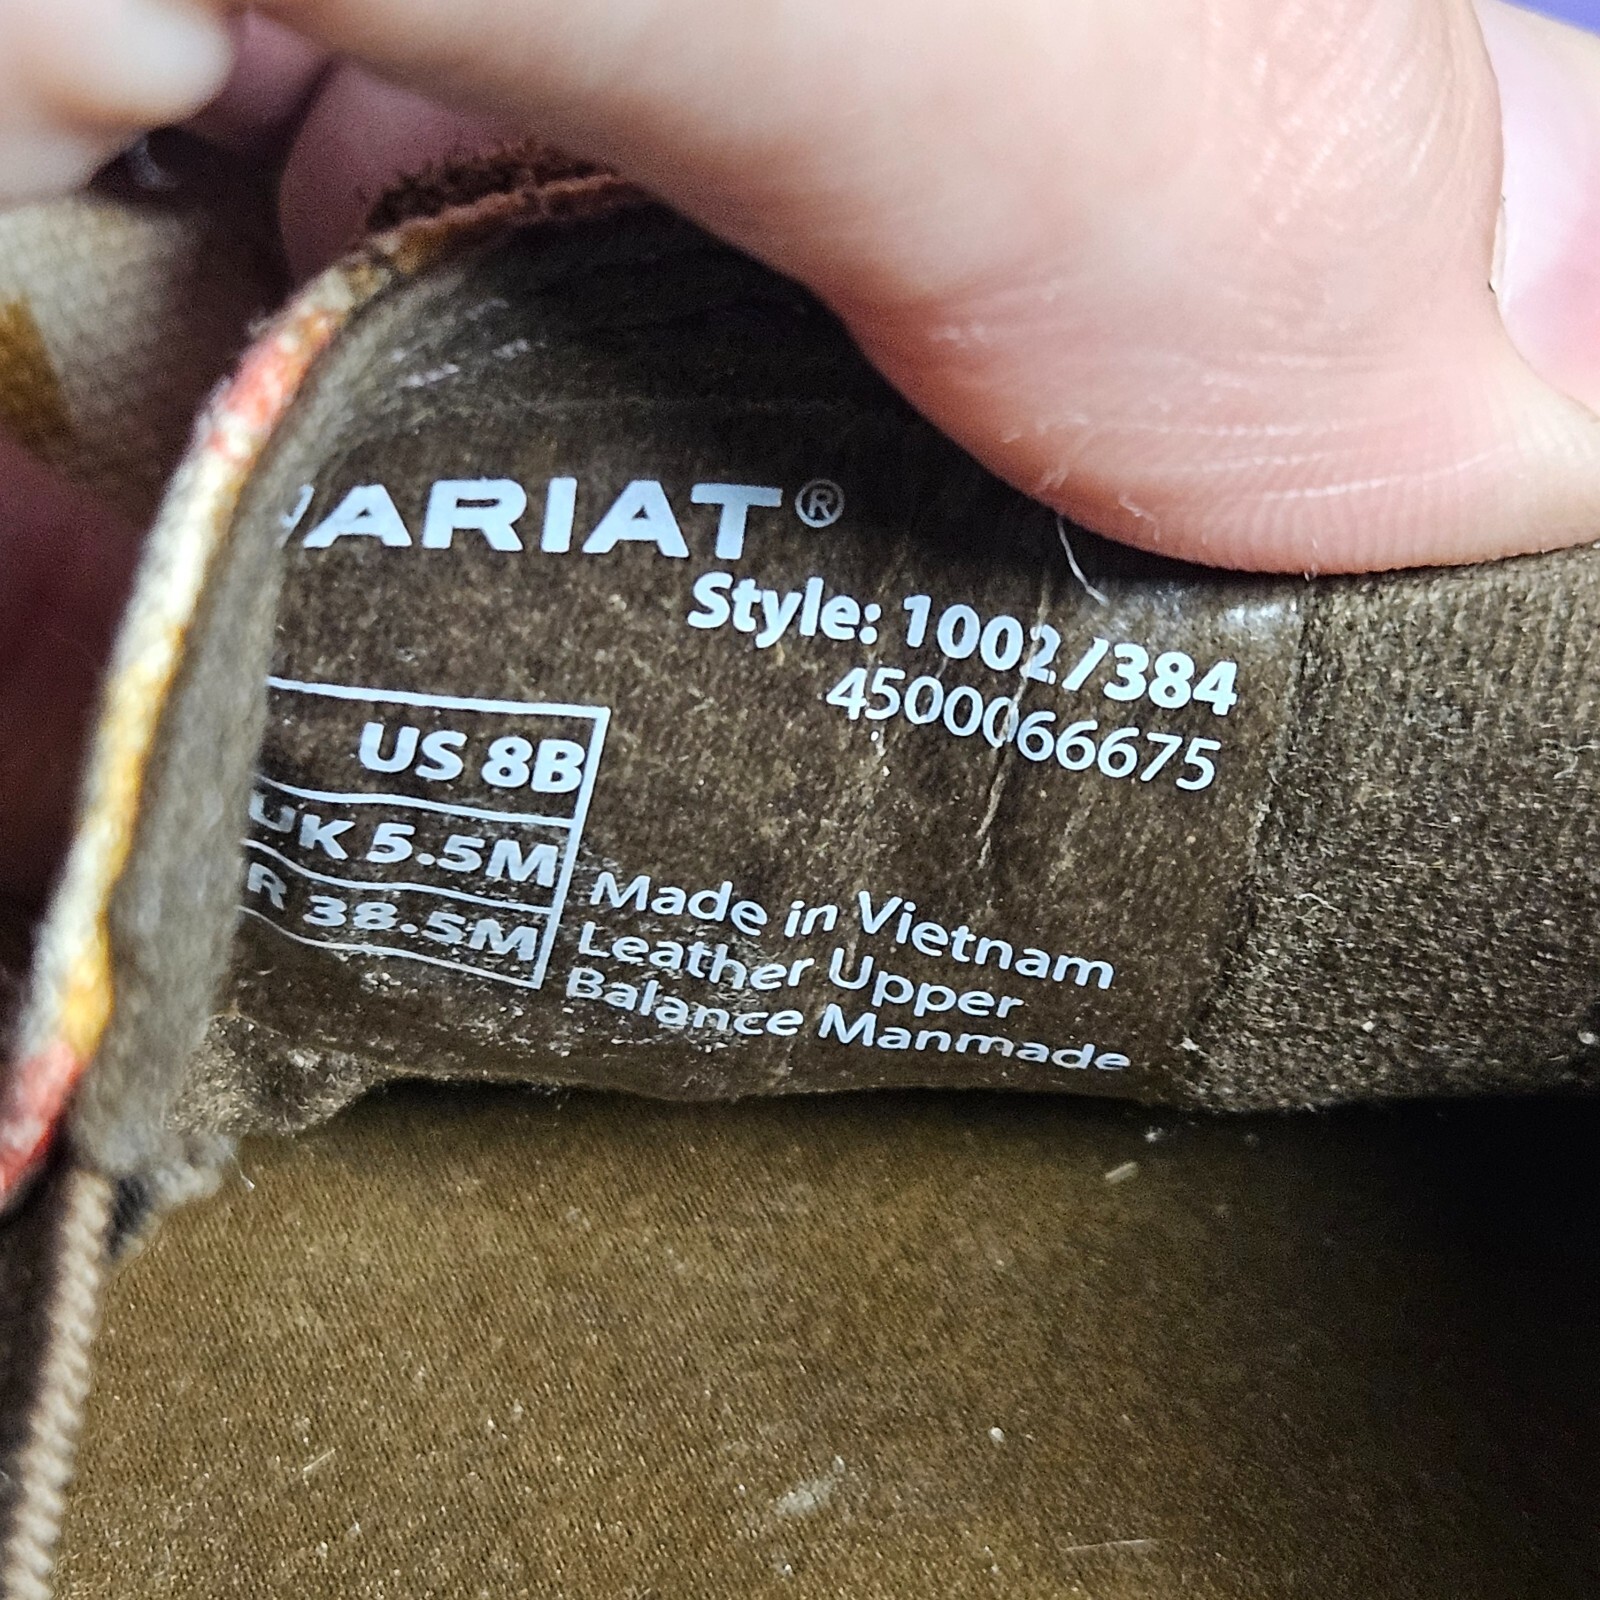 ARIAT®
Style: 1002/384
4500066675
US 8B
UK 5.5M
R 38.5M
Made in Vietnam
Leather Upper
Balance Manmade